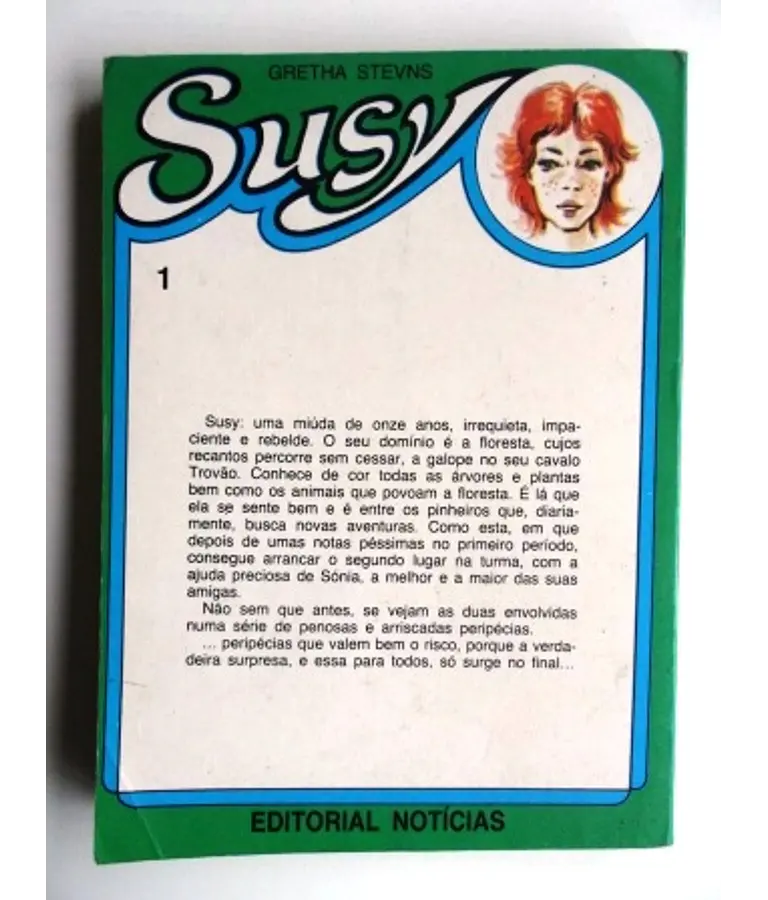 GRETHA STEVNS
Susy
1
Susy: uma miúda de onze anos, irrequieta, impa-
ciente e rebelde. O seu domínio é a floresta, cujos
recantos percorre sem cessar, a galope no seu cavalo
Trovão. Conhece de cor todas as árvores e plantas
bem como os animais que povoam a floresta. É lá que
ela se sente bem e é entre os pinheiros que, diaria-
mente, busca novas aventuras. Como esta, em que
depois de umas notas péssimas no primeiro período,
consegue arrancar o segundo lugar na turma, com a
ajuda preciosa de Sónia, a melhor e a maior das suas
amigas.
Não sem que antes, se vejam as duas envolvidas
numa série de penosas e arriscadas peripécias.
... peripécias que valem bem o risco, porque a verda-
deira surpresa, e essa para todos, só surge no final...
EDITORIAL NOTÍCIAS